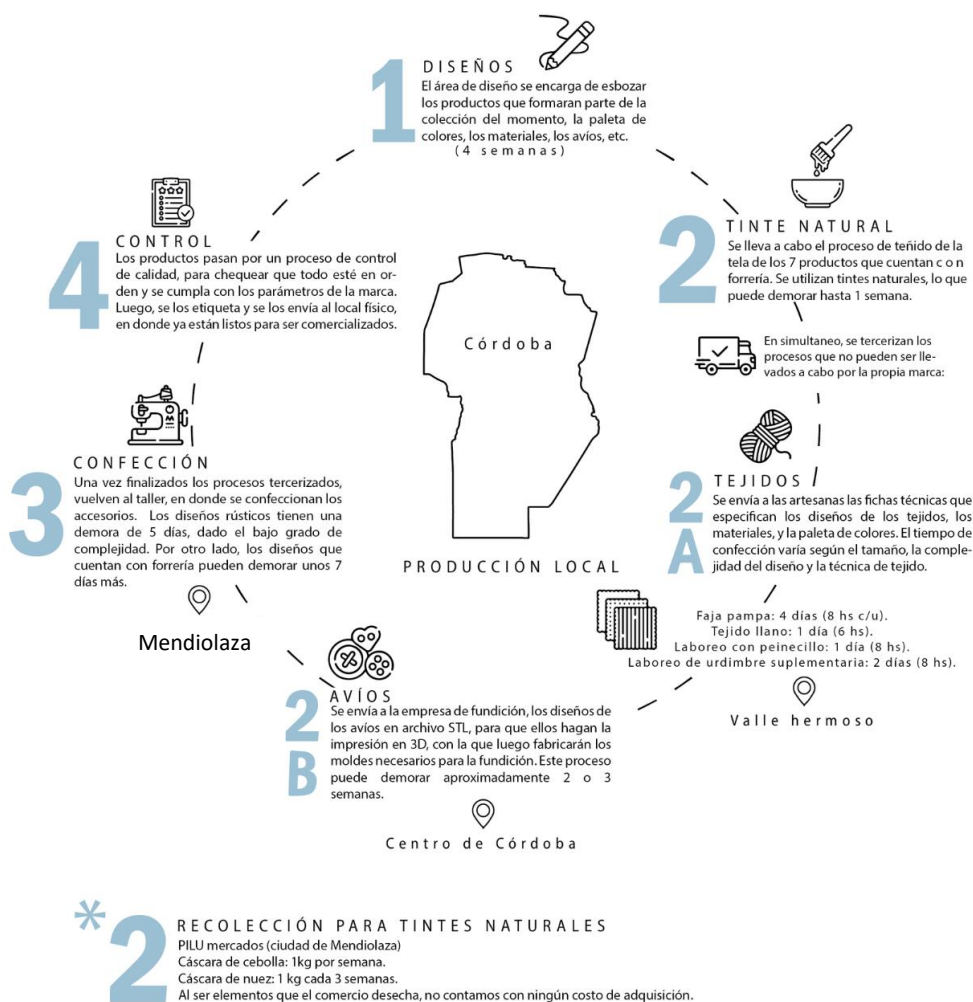 1
DISEÑOS
El área de diseño se encarga de esbozar
los productos que formaran parte de la
colección del momento, la paleta de
colores, los materiales, los avíos, etc.
(4 semanas)
2
TINTE NATURAL
Se lleva a cabo el proceso de teñido de la
tela de los 7 productos que cuentan c o n
forrería. Se utilizan tintes naturales, lo que
puede demorar hasta 1 semana.
En simultaneo, se tercerizan los
procesos que no pueden ser lle-
vados a cabo por la propia marca:
2
A
TEJIDOS
Se envía a las artesanas las fichas técnicas que
especifican los diseños de los tejidos, los
materiales, y la paleta de colores. El tiempo de
confección varía según el tamaño, la comple-
jidad del diseño y la técnica de tejido.
Faja pampa: 4 días (8 hs c/u).
Tejido llano: 1 día (6 hs).
Laboreo con peinecillo: 1 día (8 hs).
Laboreo de urdimbre suplementaria: 2 días (8 hs).
Valle hermoso
2
B
AVÍOS
Se envía a la empresa de fundición, los diseños de
los avíos en archivo STL, para que ellos hagan la
impresión en 3D, con la que luego fabricarán los
moldes necesarios para la fundición. Este proceso
puede demorar aproximadamente 2 o 3
semanas.
Centro de Córdoba
3
CONFECCIÓN
Una vez finalizados los procesos tercerizados,
vuelven al taller, en donde se confeccionan los
accesorios. Los diseños rústicos tienen una
demora de 5 días, dado el bajo grado de
complejidad. Por otro lado, los diseños que
cuentan con forrería pueden demorar unos 7
días más.
Mendiolaza
4
CONTROL
Los productos pasan por un proceso de control
de calidad, para chequear que todo esté en or-
den y se cumpla con los parámetros de la marca.
Luego, se los etiqueta y se los envía al local físico,
en donde ya están listos para ser comercializados.
Córdoba
PRODUCCIÓN LOCAL
*2
RECOLECCIÓN PARA TINTES NATURALES
PILU mercados (ciudad de Mendiolaza)
Cáscara de cebolla: 1kg por semana.
Cáscara de nuez: 1 kg cada 3 semanas.
Al ser elementos que el comercio desecha, no contamos con ningún costo de adquisición.